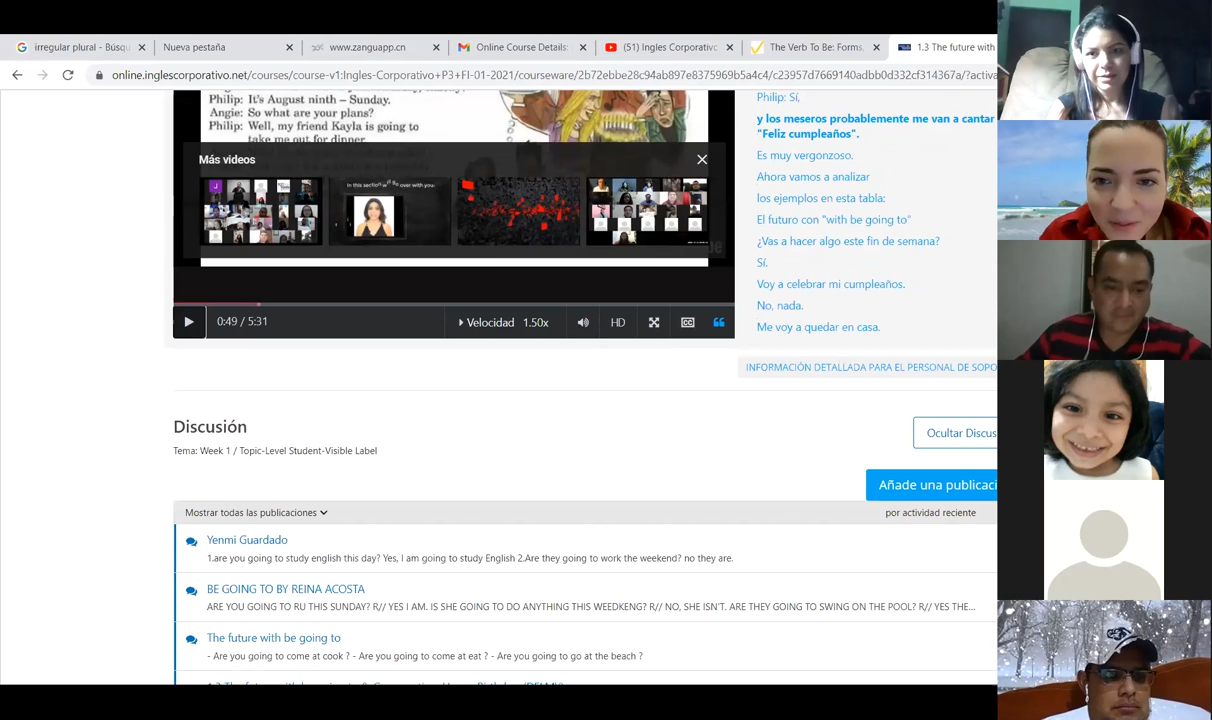 irregular plural - Búsqu
Nueva pestaña
www.zanguapp.cn
Online Course Details:
(51) Ingles Corporativo
The Verb To Be: Forms,
1.3 The future with
online.inglescorporativo.net/courses/course-v1:Ingles-Corporativo+P3+FI-01-2021/courseware/2b72ebbe28c94ab897e8375969b5a4c4/c23957d7669140adbb0d332cf314367a/?activa
Philip: It's August ninth – Sunday.
Angie: So what are your plans?
Philip: Well, my friend Kayla is going to
take me out for dinner.
Más videos
In this section will be over with you.
0:49 / 5:31
Velocidad 1.50x
HD
CC
Philip: Sí,
y los meseros probablemente me van a cantar
"Feliz cumpleaños".
Es muy vergonzoso.
Ahora vamos a analizar
los ejemplos en esta tabla:
El futuro con "with be going to"
¿Vas a hacer algo este fin de semana?
Sí.
Voy a celebrar mi cumpleaños.
No, nada.
Me voy a quedar en casa.
INFORMACIÓN DETALLADA PARA EL PERSONAL DE SOPO
Discusión
Ocultar Discus
Tema: Week 1 / Topic-Level Student-Visible Label
Añade una publicaci
Mostrar todas las publicaciones
por actividad reciente
Yenmi Guardado
1.are you going to study english this day? Yes, I am going to study English 2.Are they going to work the weekend? no they are.
BE GOING TO BY REINA ACOSTA
ARE YOU GOING TO RU THIS SUNDAY? R// YES I AM. IS SHE GOING TO DO ANYTHING THIS WEEDKENG? R// NO, SHE ISN'T. ARE THEY GOING TO SWING ON THE POOL? R// YES THE...
The future with be going to
- Are you going to come at cook ? - Are you going to come at eat ? - Are you going to go at the beach ?